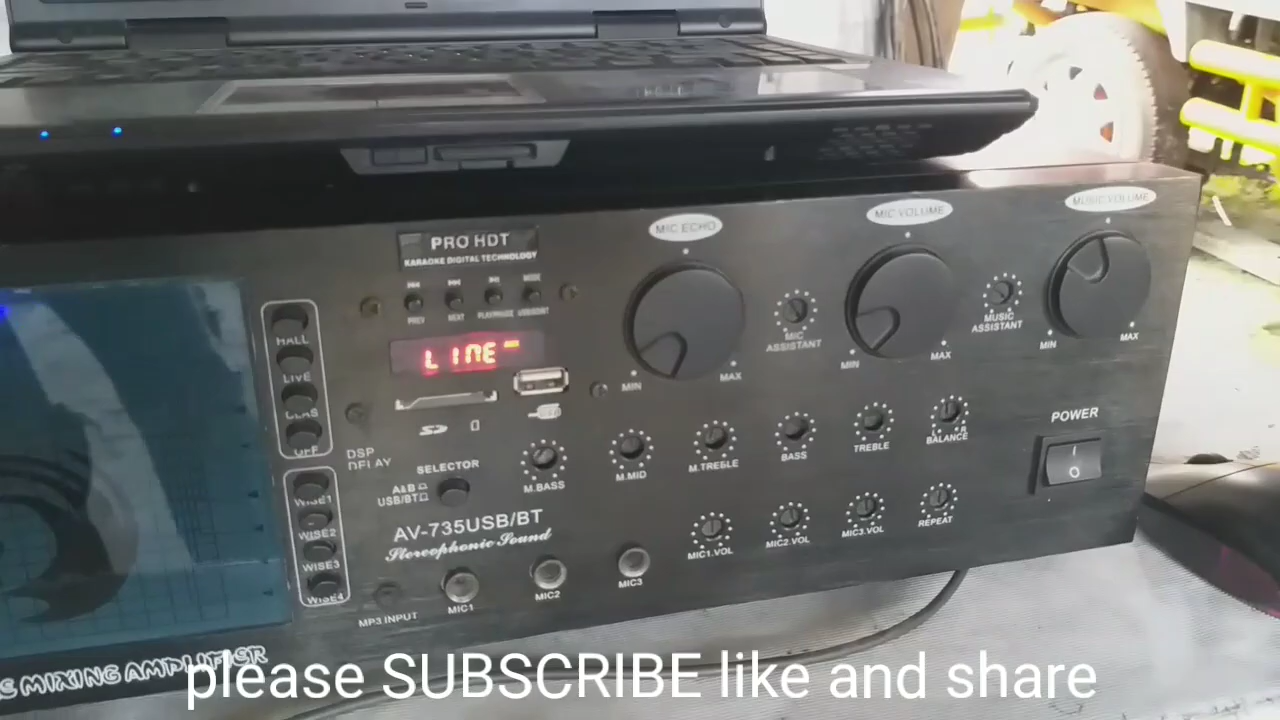 MIC ECHO
MIC VOLUME
MUSIC VOLUME
PRO HDT
KARAOKE DIGITAL TECHNOLOGY
MODE
PREV
NEXT
PLAY/PAUSE
HALL
LIVE
OFF
LINE
MIN
MAX
MIC ASSISTANT
MIN
MAX
MUSIC ASSISTANT
MIN
MAX
POWER
DSP
DELAY
SELECTOR
A&B
USB/BT
M.BASS
M.MID
M.TREBLE
BASS
TREBLE
L R
BALANCE
AV-735USB/BT
Stereophonic Sound
WISE1
WISE2
WISE3
WISE4
MP3 INPUT
MIC1
MIC2
MIC3
MIC1.VOL
MIC2.VOL
MIC3.VOL
REPEAT
MIXING AMPLIFIER
please SUBSCRIBE like and share